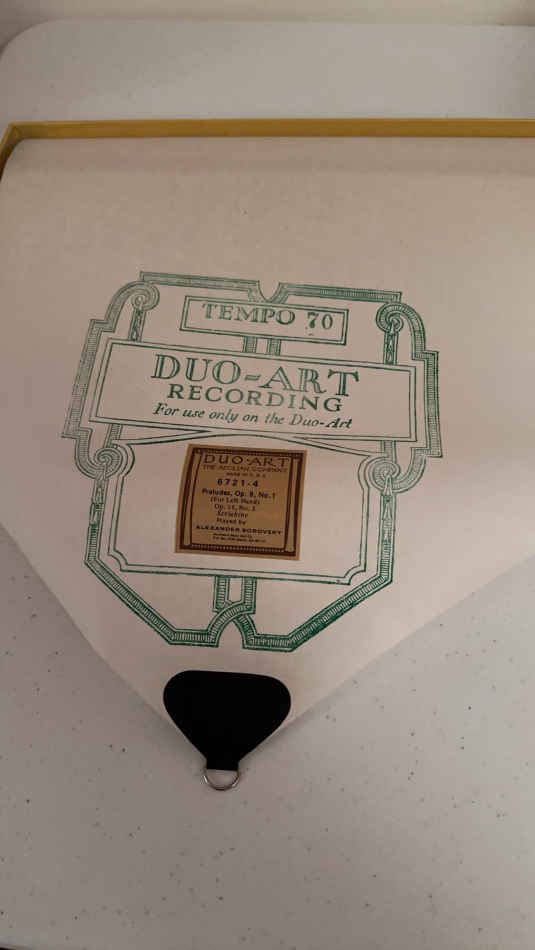 TEMPO 70
DUO-ART
RECORDING
For use only on the Duo-Art
DUO-ART
THE AEOLIAN COMPANY
MADE IN U.S.A.
6721-4
Preludes, Op. 9, No. 1
(For Left Hand)
Op. 11, No. 
Scriabine
Played by
ALEXANDER BOROVSKY